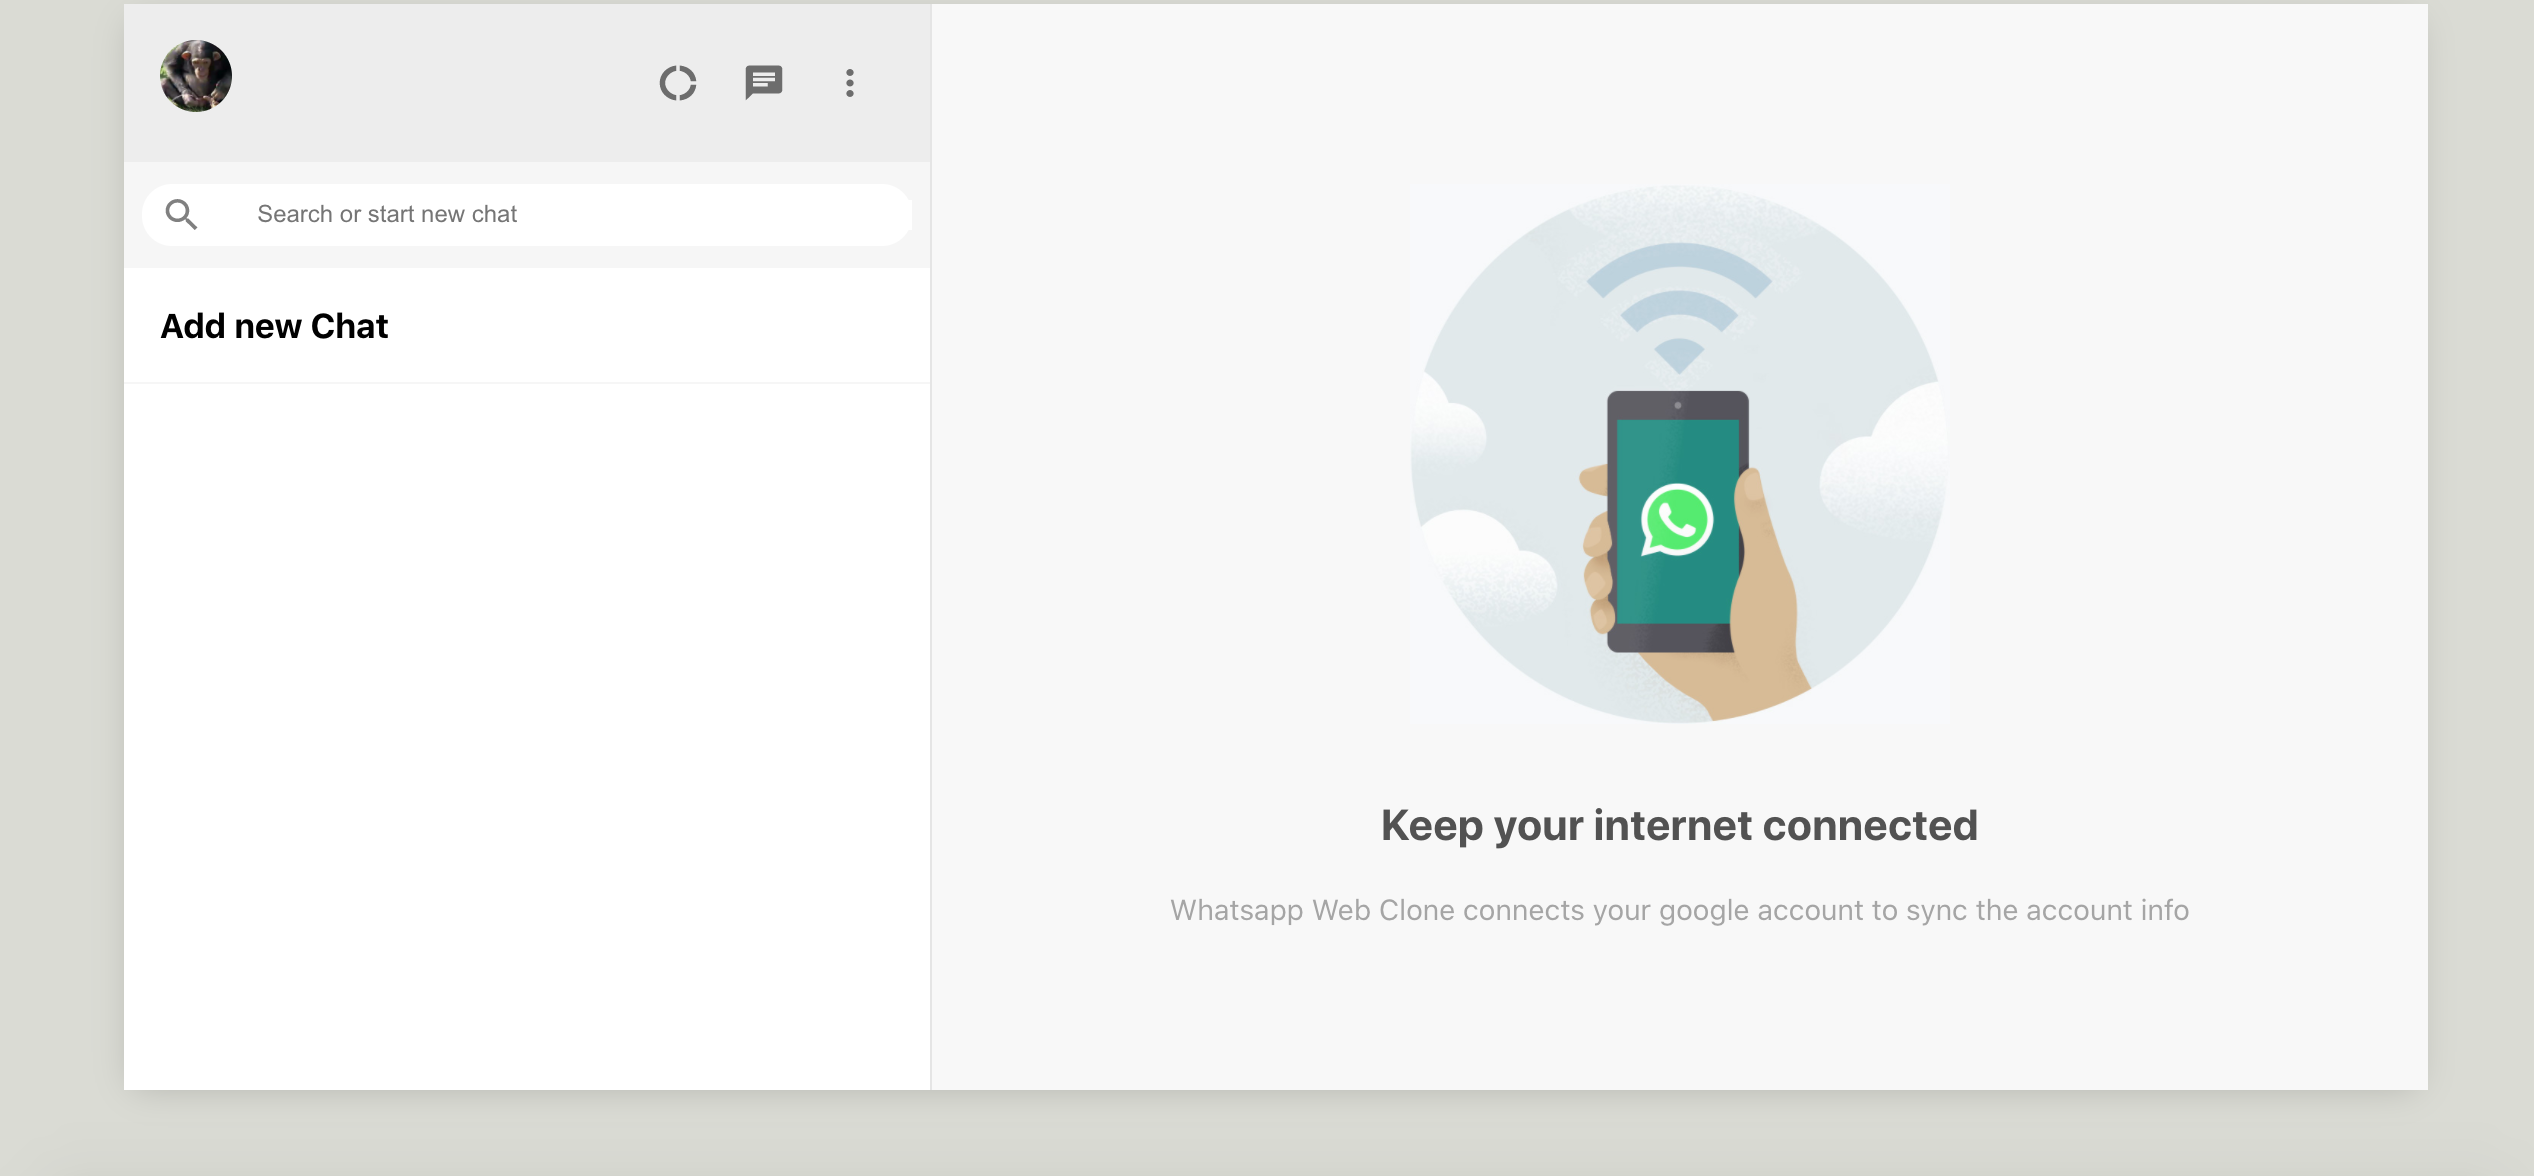 Search or start new chat
Add new Chat
Keep your internet connected
Whatsapp Web Clone connects your google account to sync the account info